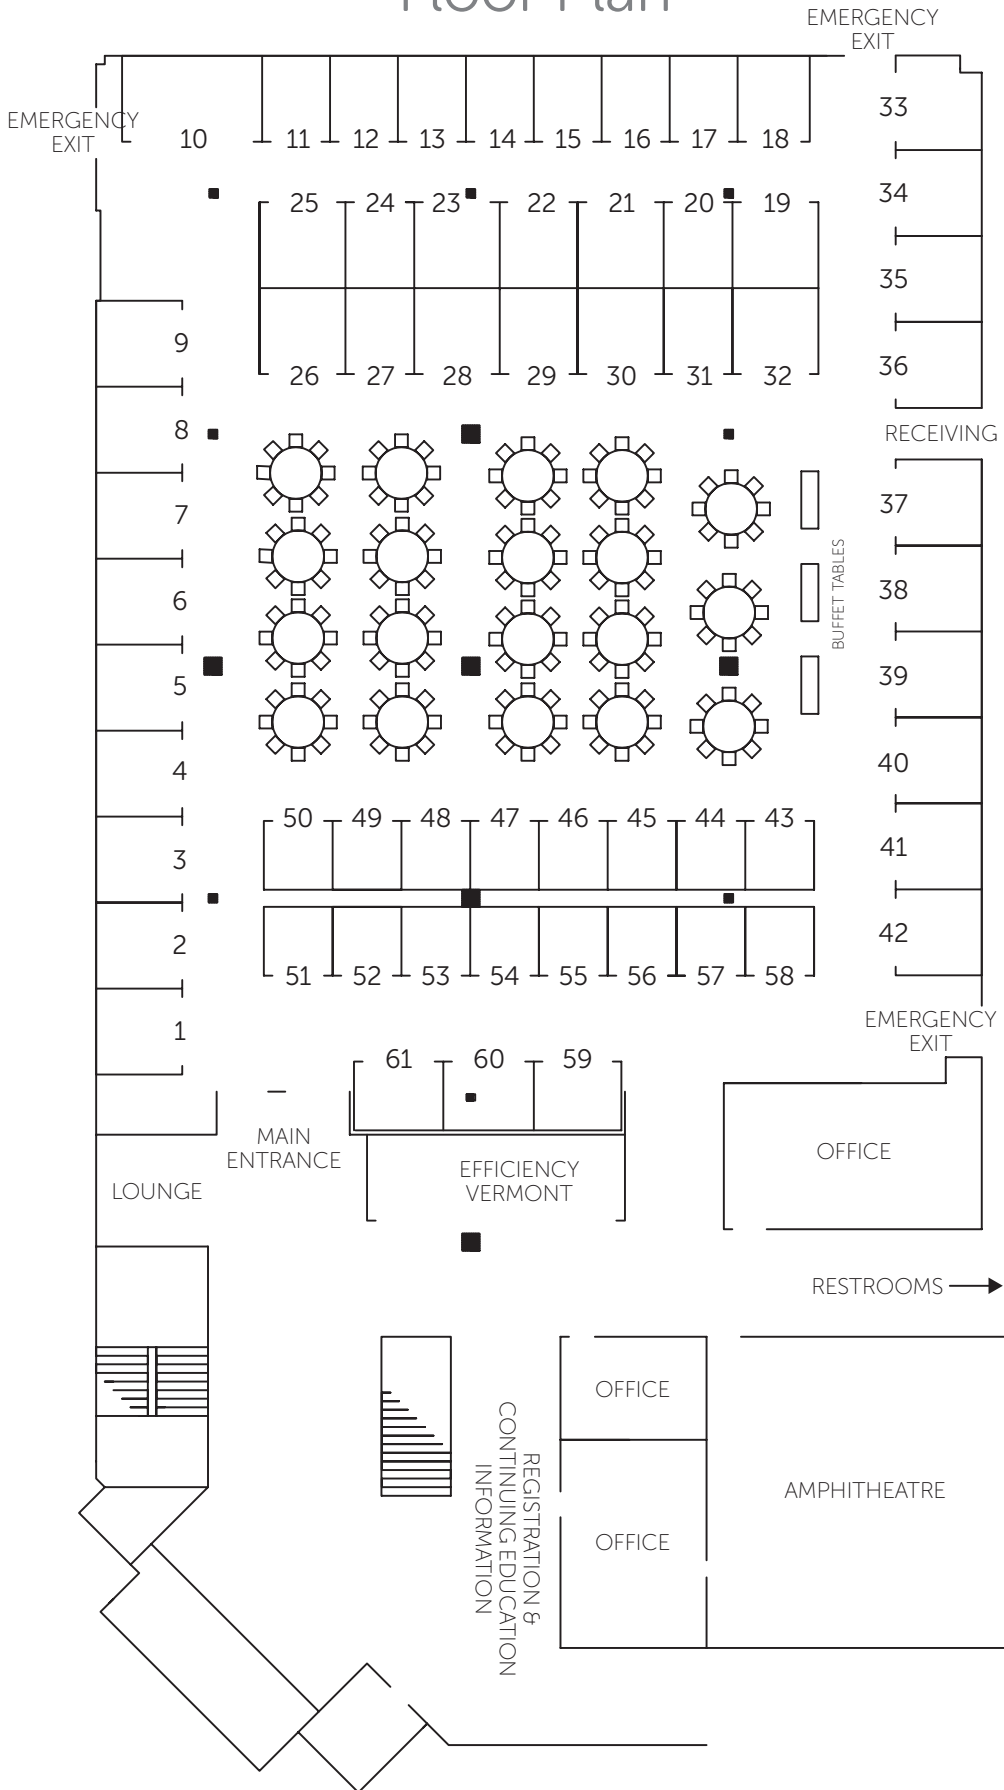 Floor Plan
EMERGENCY
EXIT
EMERGENCY
EXIT
10 11 12 13 14 15 16 17 18
33
25 24 23 22 21 20 19
34
35
9
26 27 28 29 30 31 32
36
8
RECEIVING
7
37
BUFFET TABLES
6
38
5
39
4
40
50 49 48 47 46 45 44 43
3
41
2
42
51 52 53 54 55 56 57 58
1
EMERGENCY
EXIT
61 60 59
MAIN
ENTRANCE
EFFICIENCY
VERMONT
OFFICE
LOUNGE
RESTROOMS
OFFICE
REGISTRATION &
CONTINUING EDUCATION
INFORMATION
AMPHITHEATRE
OFFICE